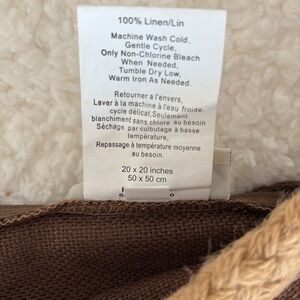 100% Linen/Lin
Machine Wash Cold,
Gentle Cycle,
Only Non-Chlorine Bleach
When Needed,
Tumble Dry Low,
Warm Iron As Needed.
Retourner a l'envers,
Laver à la machine à l'eau froide,
cycle délicat,Seulement
blanchiment sans chlore au besoin
Séchage par culbutage à basse
température,
Repassage à température moyenne
au besoin.
20 x 20 inches
50 x 50 cm